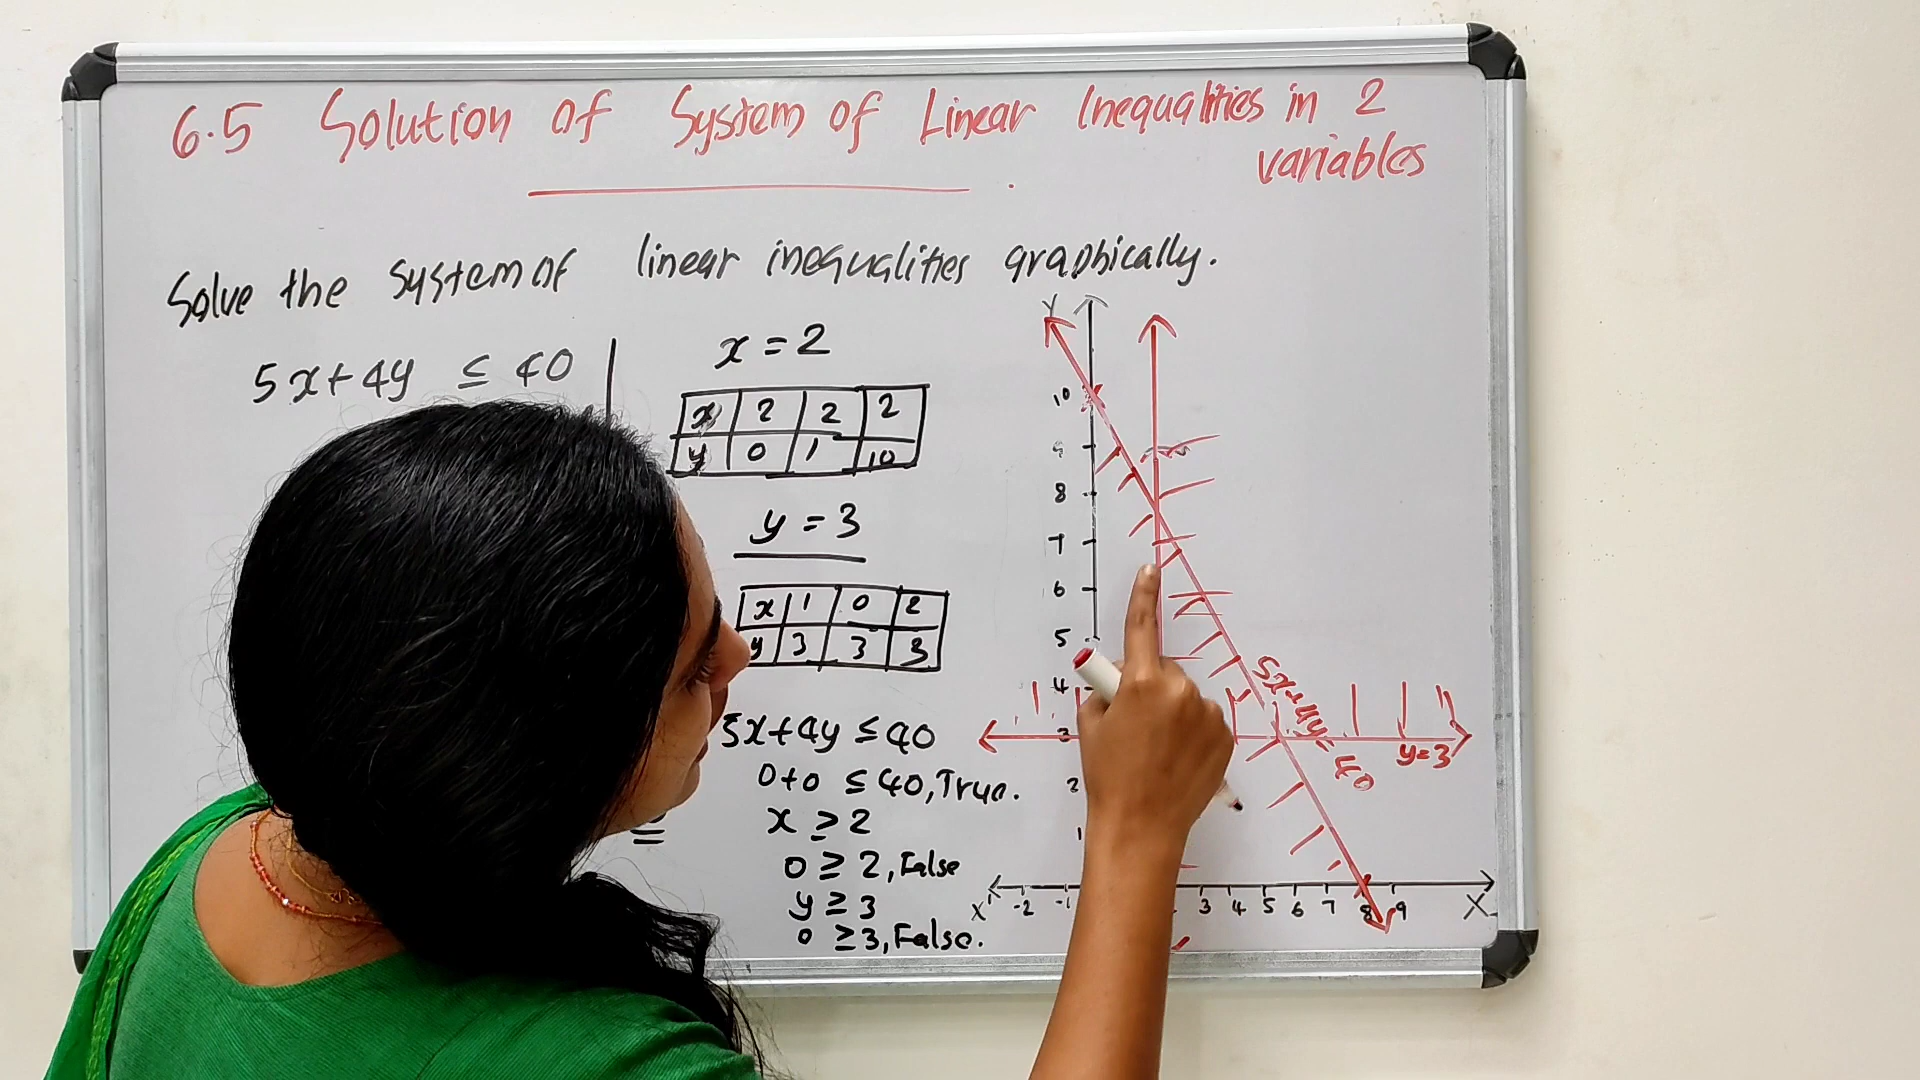 6.5 Solution of System of Linear Inequalities in 2
variables
Solve the system of linear inequalities graphically.
5x+4y ≤ 40
x = 2
x 2 2 2
y 0 1 10
y = 3
x 1 0 2
y 3 3 3
5x+4y ≤ 40
0+0 ≤ 40, True.
x ≥ 2
0 ≥ 2, False
y ≥ 3
0 ≥ 3, False.
Y
10
9
8
7
6
5
4
3
2
1
5x+4y=40
y=3
X' -2 -1 3 4 5 6 7 8 9 X